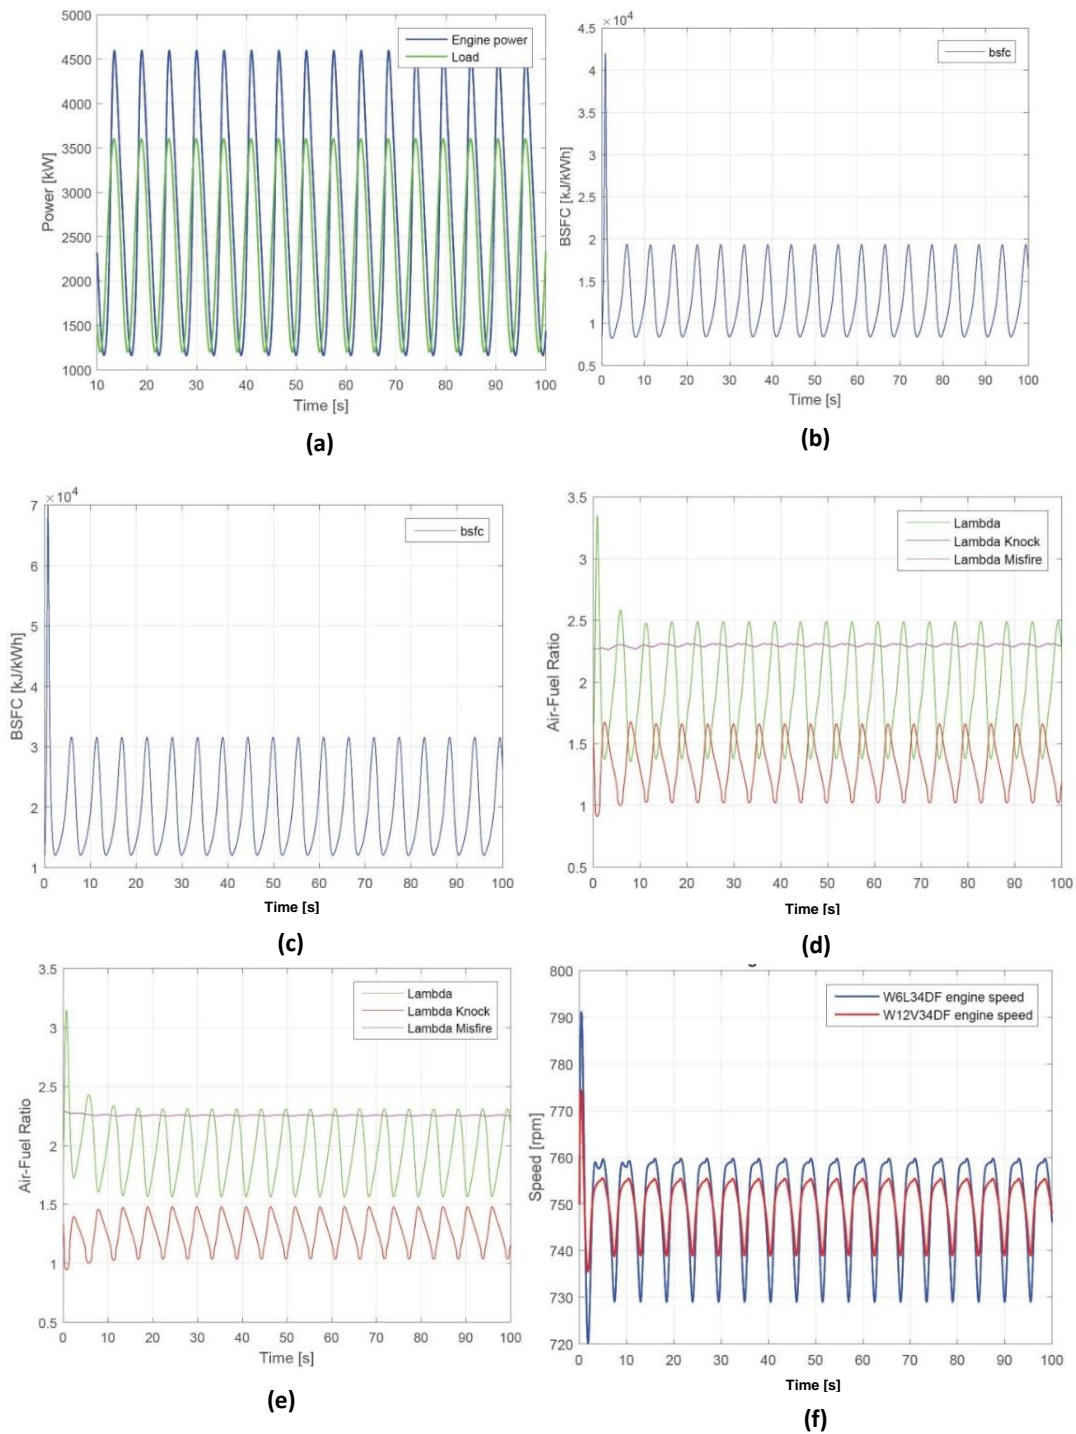 5000
4500
4000
3500
3000
2500
2000
1500
1000
Power [kW]
Engine power
Load
10 20 30 40 50 60 70 80 90 100
Time [s]
(a)
×10⁴
4.5
4
3.5
3
2.5
2
1.5
1
0.5
BSFC [kJ/kWh]
bsfc
0 10 20 30 40 50 60 70 80 90 100
Time [s]
(b)
×10⁴
7
6
5
4
3
2
1
BSFC [kJ/kWh]
bsfc
0 10 20 30 40 50 60 70 80 90 100
Time [s]
(c)
3.5
3
2.5
2
1.5
1
0.5
Air-Fuel Ratio
Lambda
Lambda Knock
Lambda Misfire
0 10 20 30 40 50 60 70 80 90 100
Time [s]
(d)
3.5
3
2.5
2
1.5
1
0.5
Air-Fuel Ratio
Lambda
Lambda Knock
Lambda Misfire
0 10 20 30 40 50 60 70 80 90 100
Time [s]
(e)
800
790
780
770
760
750
740
730
720
Speed [rpm]
W6L34DF engine speed
W12V34DF engine speed
0 10 20 30 40 50 60 70 80 90 100
Time [s]
(f)